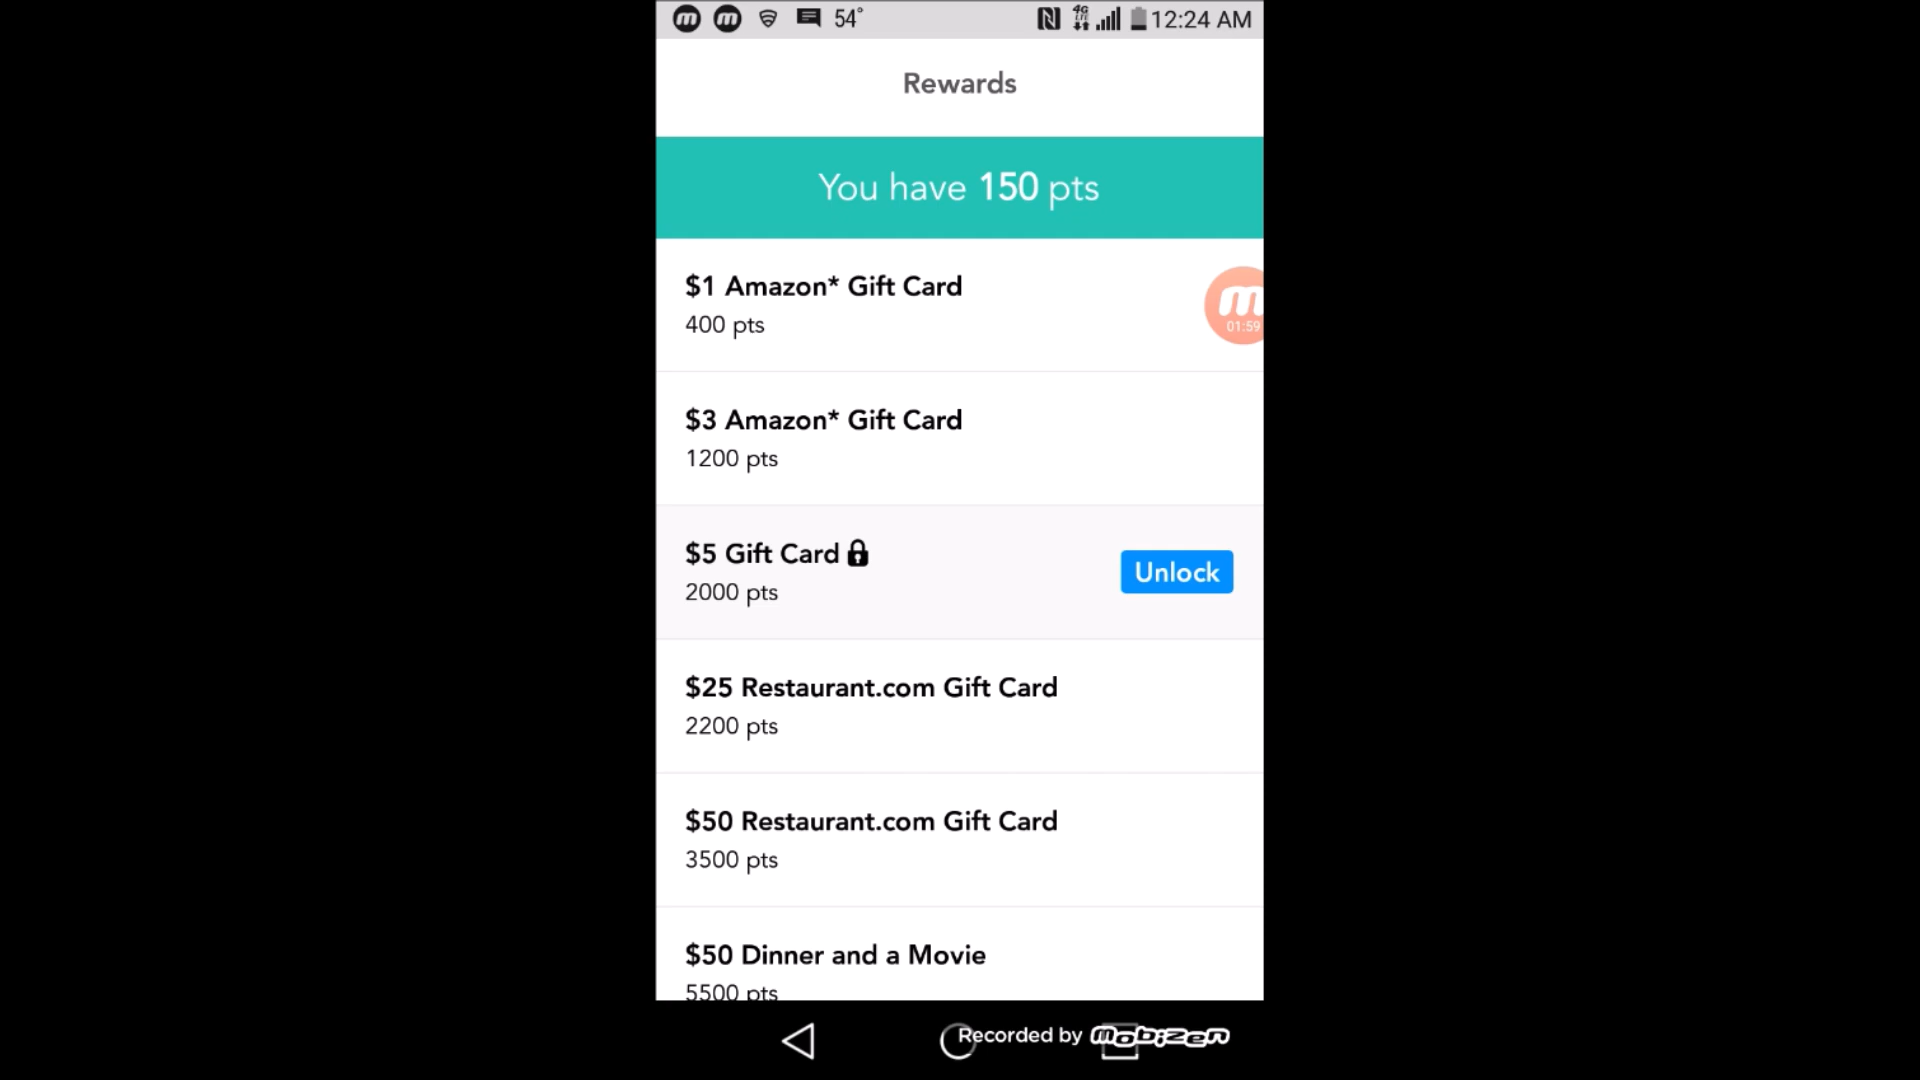 54° 4G LTE 12:24 AM
Rewards
You have 150 pts
$1 Amazon* Gift Card
400 pts
m
01:59
$3 Amazon* Gift Card
1200 pts
$5 Gift Card
2000 pts
Unlock
$25 Restaurant.com Gift Card
2200 pts
$50 Restaurant.com Gift Card
3500 pts
$50 Dinner and a Movie
5500 pts
Recorded by Mobizen